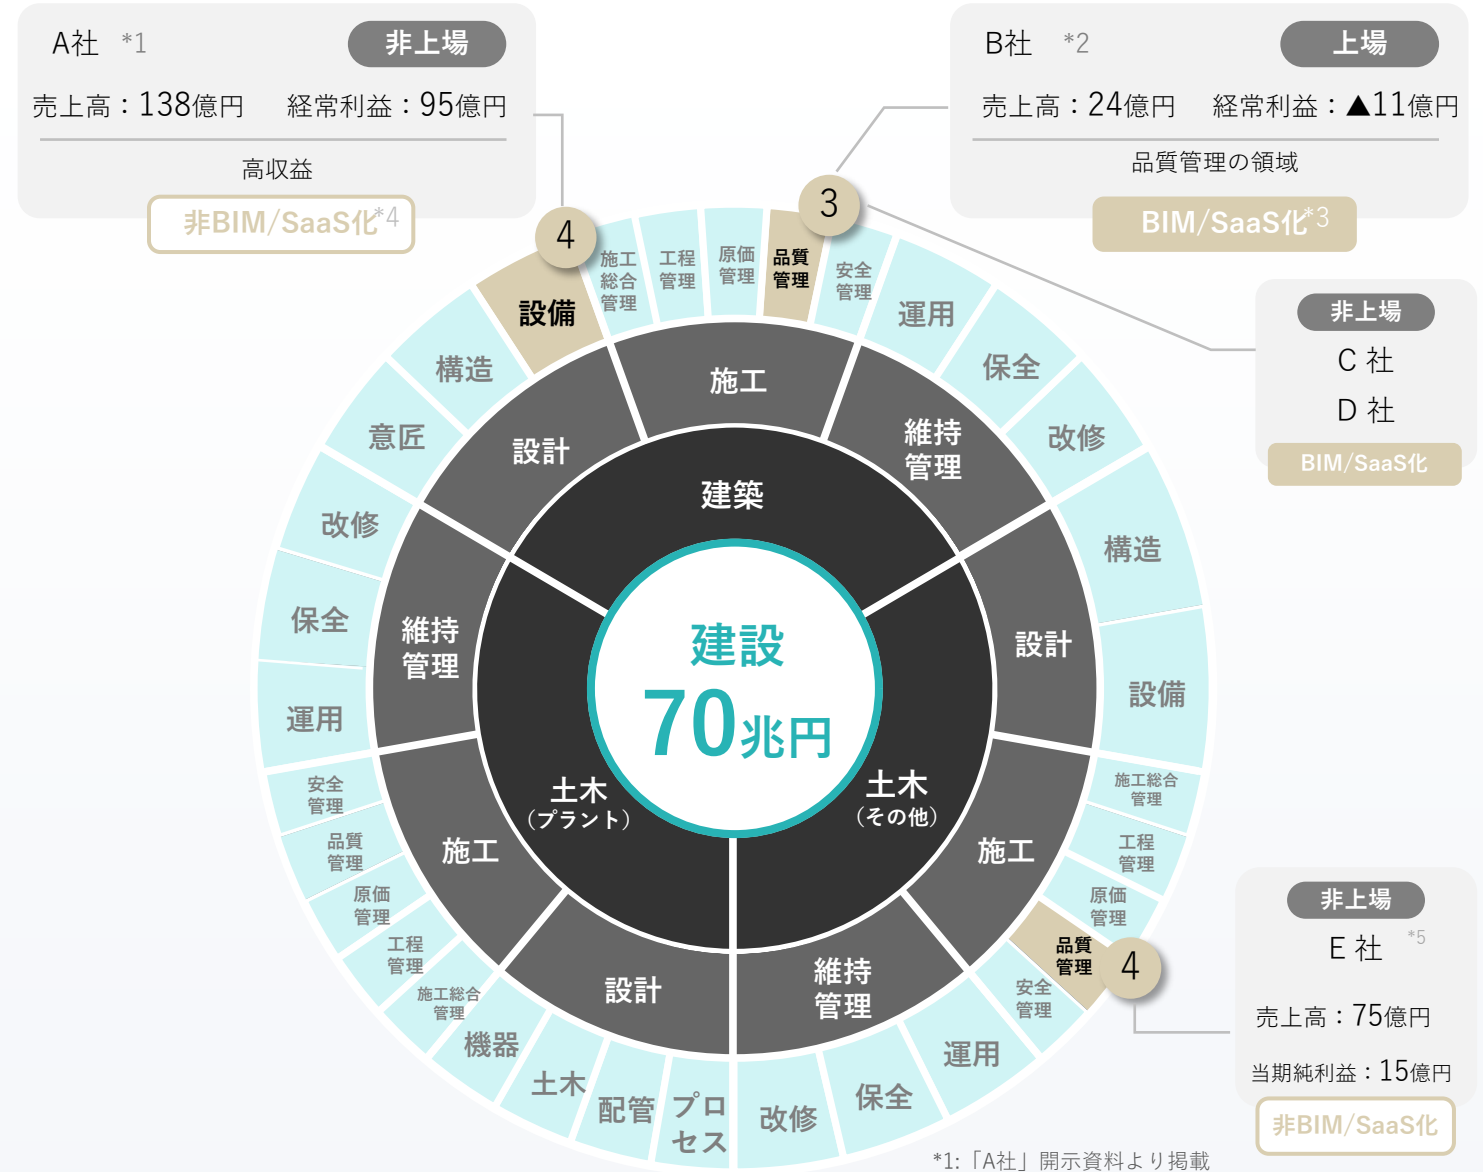 A社 *1
非上場
売上高：138億円 経常利益：95億円
高収益
非BIM/SaaS化*4
B社 *2
上場
売上高：24億円 経常利益：▲11億円
品質管理の領域
BIM/SaaS化*3
非上場
C 社
D 社
BIM/SaaS化
4
3
設備
施工
総合
管理
工程
管理
原価
管理
品質
管理
安全
管理
運用
保全
改修
構造
設備
施工総合
管理
工程
管理
原価
管理
品質
管理
4
安全
管理
運用
保全
改修
プロ
セス
配管
土木
機器
施工総合
管理
工程
管理
原価
管理
品質
管理
安全
管理
運用
保全
改修
意匠
構造
設計
施工
維持
管理
設計
施工
維持
管理
設計
施工
維持
管理
建築
土木
（プラント）
土木
（その他）
建設
70兆円
非上場
E 社 *5
売上高：75億円
当期純利益：15億円
非BIM/SaaS化
*1:「A社」開示資料より掲載